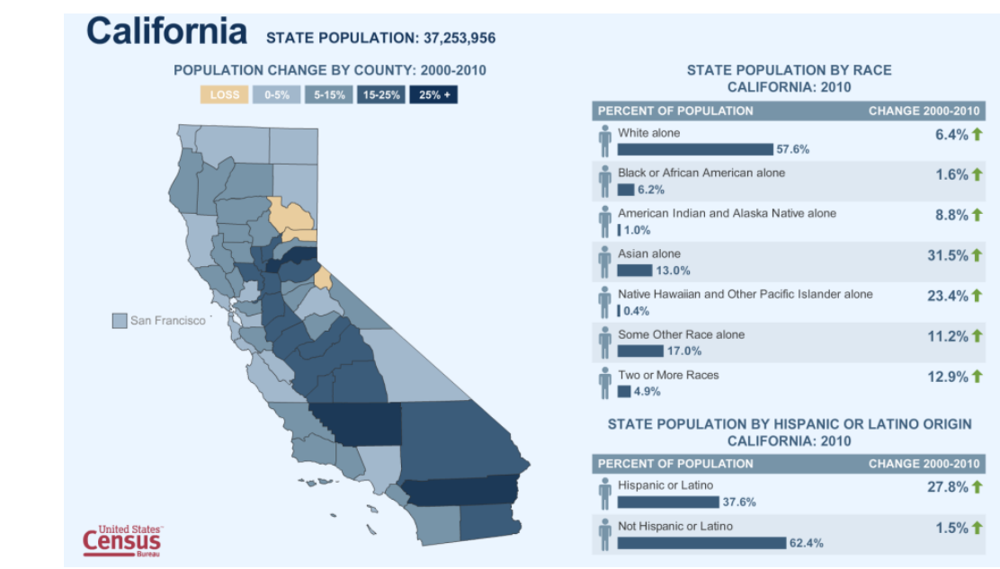 California STATE POPULATION: 37,253,956
POPULATION CHANGE BY COUNTY: 2000-2010
LOSS 0-5% 5-15% 15-25% 25% +
San Francisco
STATE POPULATION BY RACE
CALIFORNIA: 2010
PERCENT OF POPULATION CHANGE 2000-2010
White alone 6.4%
57.6%
Black or African American alone 1.6%
6.2%
American Indian and Alaska Native alone 8.8%
1.0%
Asian alone 31.5%
13.0%
Native Hawaiian and Other Pacific Islander alone 23.4%
0.4%
Some Other Race alone 11.2%
17.0%
Two or More Races 12.9%
4.9%
STATE POPULATION BY HISPANIC OR LATINO ORIGIN
CALIFORNIA: 2010
PERCENT OF POPULATION CHANGE 2000-2010
Hispanic or Latino 27.8%
37.6%
Not Hispanic or Latino 1.5%
62.4%
United States™
Census
Bureau